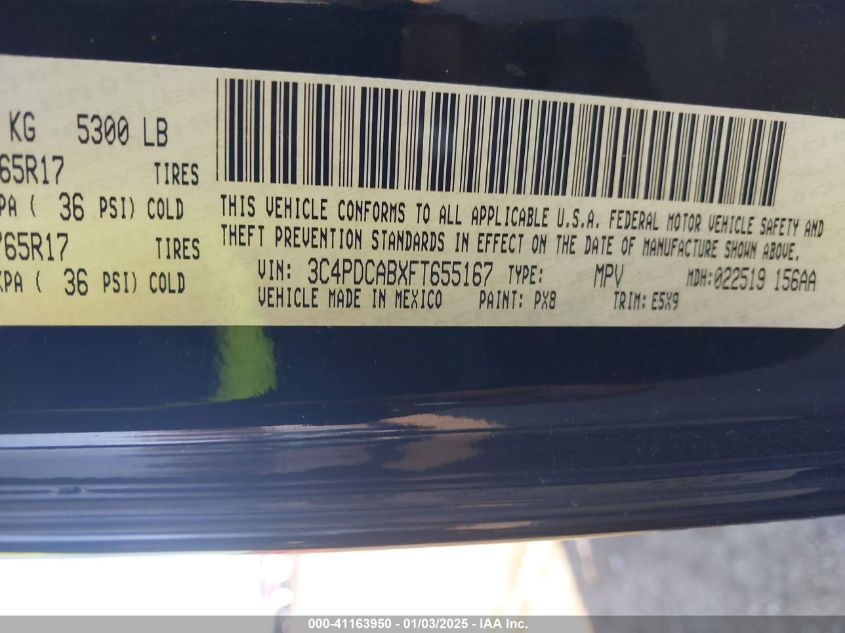 KG 5300 LB
65R17 TIRES
PA ( 36 PSI) COLD
65R17 TIRES
KPA ( 36 PSI) COLD
THIS VEHICLE CONFORMS TO ALL APPLICABLE U.S.A. FEDERAL MOTOR VEHICLE SAFETY AND
THEFT PREVENTION STANDARDS IN EFFECT ON THE DATE OF MANUFACTURE SHOWN ABOVE.
VIN: 3C4PDCABXFT655167 TYPE: MPV MDH:022519 156AA
VEHICLE MADE IN MEXICO PAINT: PX8 TRIM: E5X9
000-41163950 - 01/03/2025 - IAA Inc.